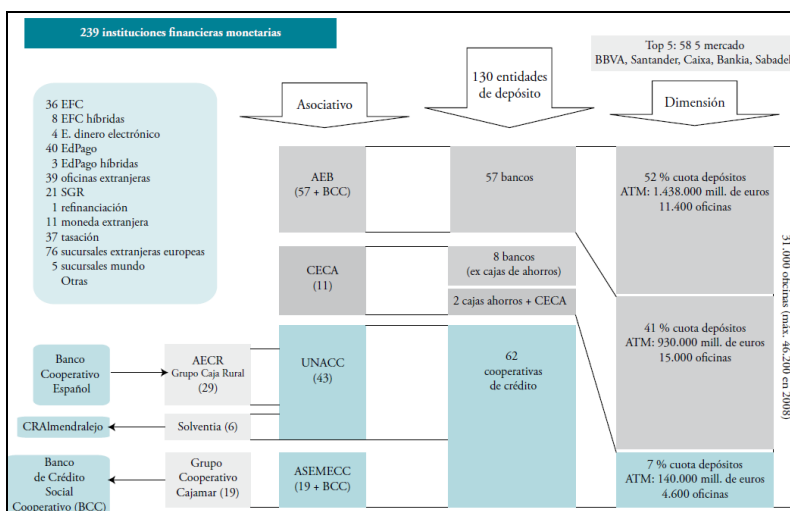 239 instituciones financieras monetarias
Top 5: 58 5 mercado
BBVA, Santander, Caixa, Bankia, Sabadel
36 EFC
8 EFC híbridas
4 E. dinero electrónico
40 EdPago
3 EdPago híbridas
39 oficinas extranjeras
21 SGR
1 refinanciación
11 moneda extranjera
37 tasación
76 sucursales extranjeras europeas
5 sucursales mundo
Otras
Asociativo
130 entidades
de depósito
Dimensión
AEB
(57 + BCC)
57 bancos
52 % cuota depósitos
ATM: 1.438.000 mill. de euros
11.400 oficinas
CECA
(11)
8 bancos
(ex cajas de ahorros)
2 cajas ahorros + CECA
41 % cuota depósitos
ATM: 930.000 mill. de euros
15.000 oficinas
31.000 oficinas (máx. 46.200 en 2008)
Banco
Cooperativo
Español
AECR
Grupo Caja Rural
(29)
UNACC
(43)
62
cooperativas
de crédito
CRAlmendralejo
Solventia (6)
Banco
de Crédito
Social
Cooperativo (BCC)
Grupo
Cooperativo
Cajamar (19)
ASEMECC
(19 + BCC)
7 % cuota depósitos
ATM: 140.000 mill. de euros
4.600 oficinas